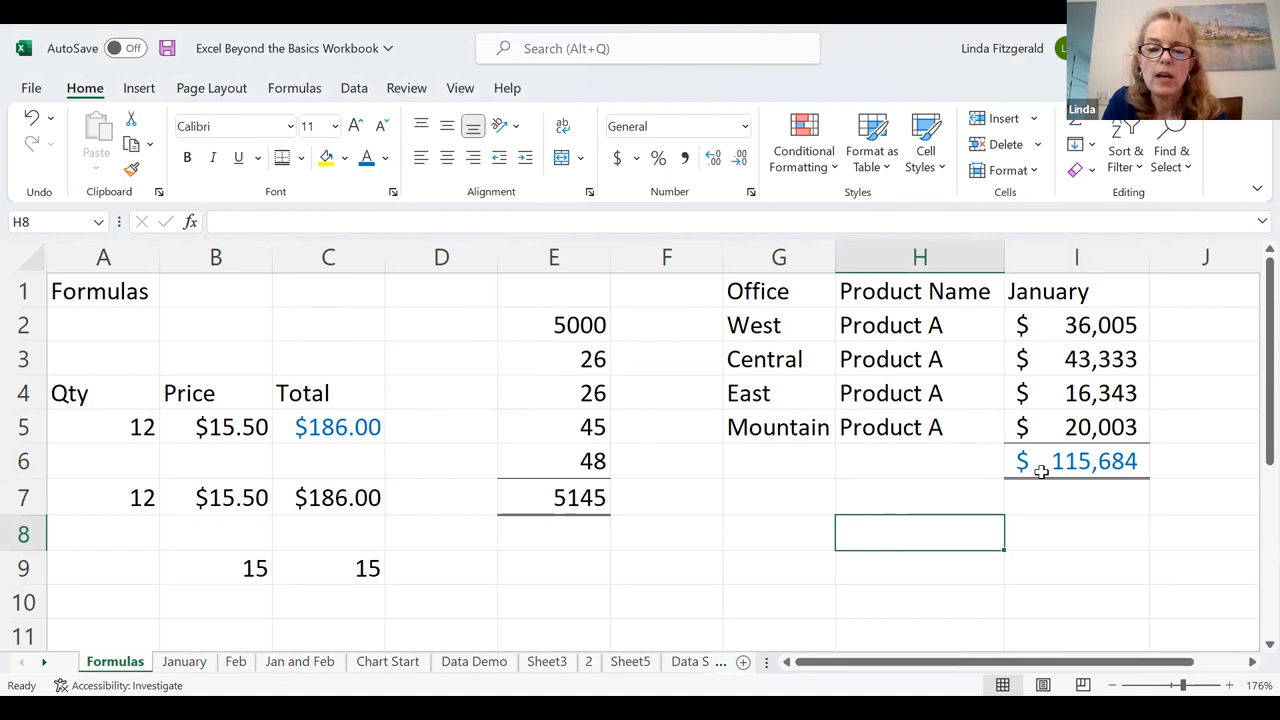 AutoSave Off Excel Beyond the Basics Workbook Search (Alt+Q) Linda Fitzgerald
Linda
File Home Insert Page Layout Formulas Data Review View Help
Paste
Undo Clipboard
Calibri 11
B I U A
Font
ab
Alignment
General
$ % ,
Number
Conditional Formatting
Format as Table
Cell Styles
Styles
Insert
Delete
Format
Cells
Sort & Filter
Find & Select
Editing
H8 fx
A B C D E F G H I J
1 Formulas Office Product Name January
2 5000 West Product A $ 36,005
3 26 Central Product A $ 43,333
4 Qty Price Total 26 East Product A $ 16,343
5 12 $15.50 $186.00 45 Mountain Product A $ 20,003
6 48 $ 115,684
7 12 $15.50 $186.00 5145
8
9 15 15
10
11
Formulas January Feb Jan and Feb Chart Start Data Demo Sheet3 2 Sheet5 Data S ...
Ready Accessibility: Investigate 176%